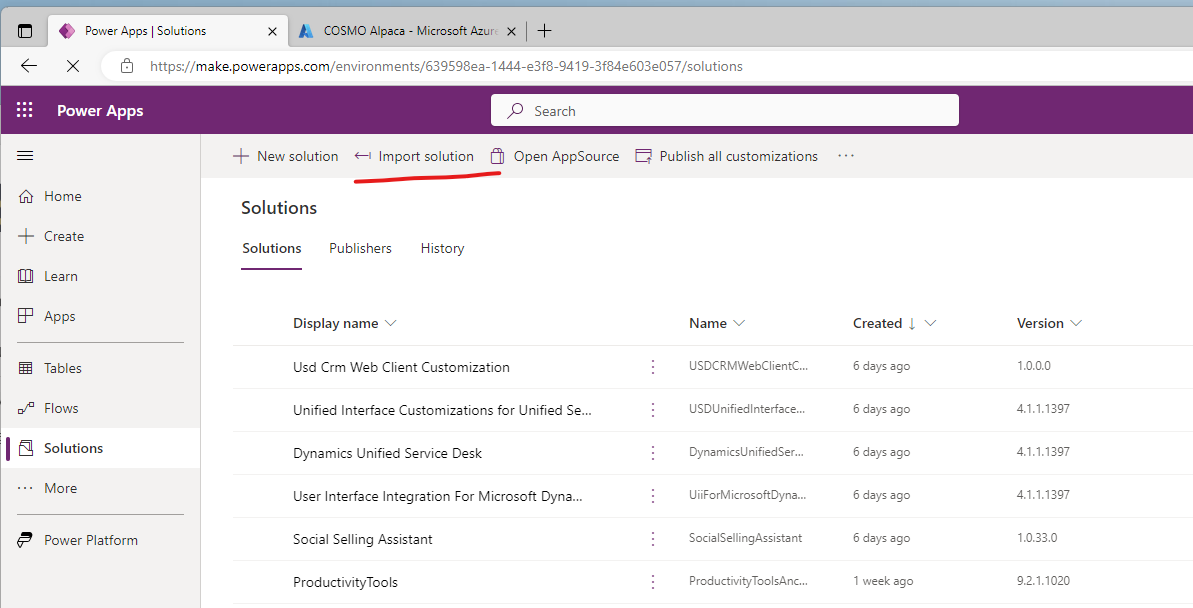 Power Apps | Solutions
COSMO Alpaca - Microsoft Azure
https://make.powerapps.com/environments/639598ea-1444-e3f8-9419-3f84e603e057/solutions
Power Apps
Search
New solution Import solution Open AppSource Publish all customizations ...
Home
Create
Learn
Apps
Tables
Flows
Solutions
More
Power Platform
Solutions
Solutions Publishers History
Display name Name Created Version
Usd Crm Web Client Customization USDCRMWebClientC... 6 days ago 1.0.0.0
Unified Interface Customizations for Unified Se... USDUnifiedInterface... 6 days ago 4.1.1.1397
Dynamics Unified Service Desk DynamicsUnifiedSer... 6 days ago 4.1.1.1397
User Interface Integration For Microsoft Dyna... UiiForMicrosoftDyna... 6 days ago 4.1.1.1397
Social Selling Assistant SocialSellingAssistant 6 days ago 1.0.33.0
ProductivityTools ProductivityToolsAnc... 1 week ago 9.2.1.1020